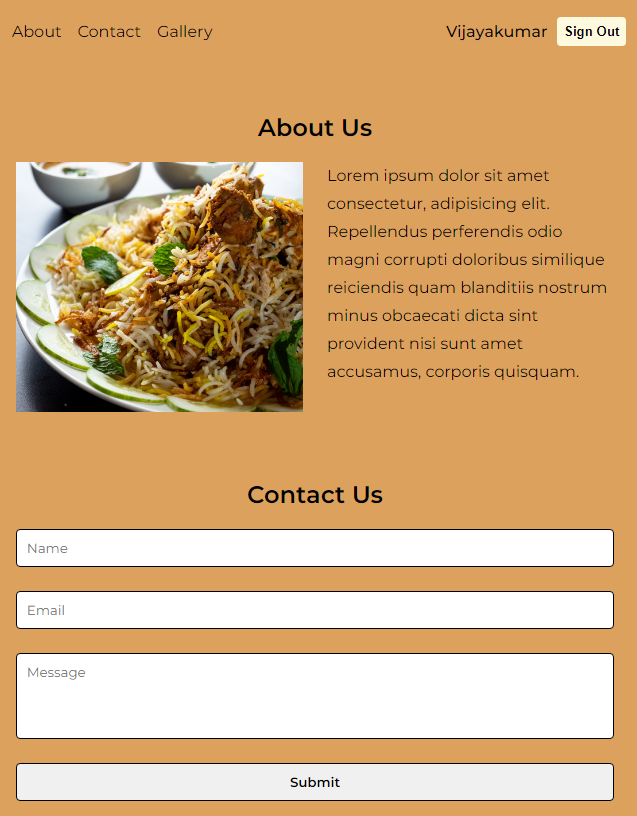 About Contact Gallery Vijayakumar Sign Out
About Us
Lorem ipsum dolor sit amet
consectetur, adipisicing elit.
Repellendus perferendis odio
magni corrupti doloribus similique
reiciendis quam blanditiis nostrum
minus obcaecati dicta sint
provident nisi sunt amet
accusamus, corporis quisquam.
Contact Us
Name
Email
Message
Submit